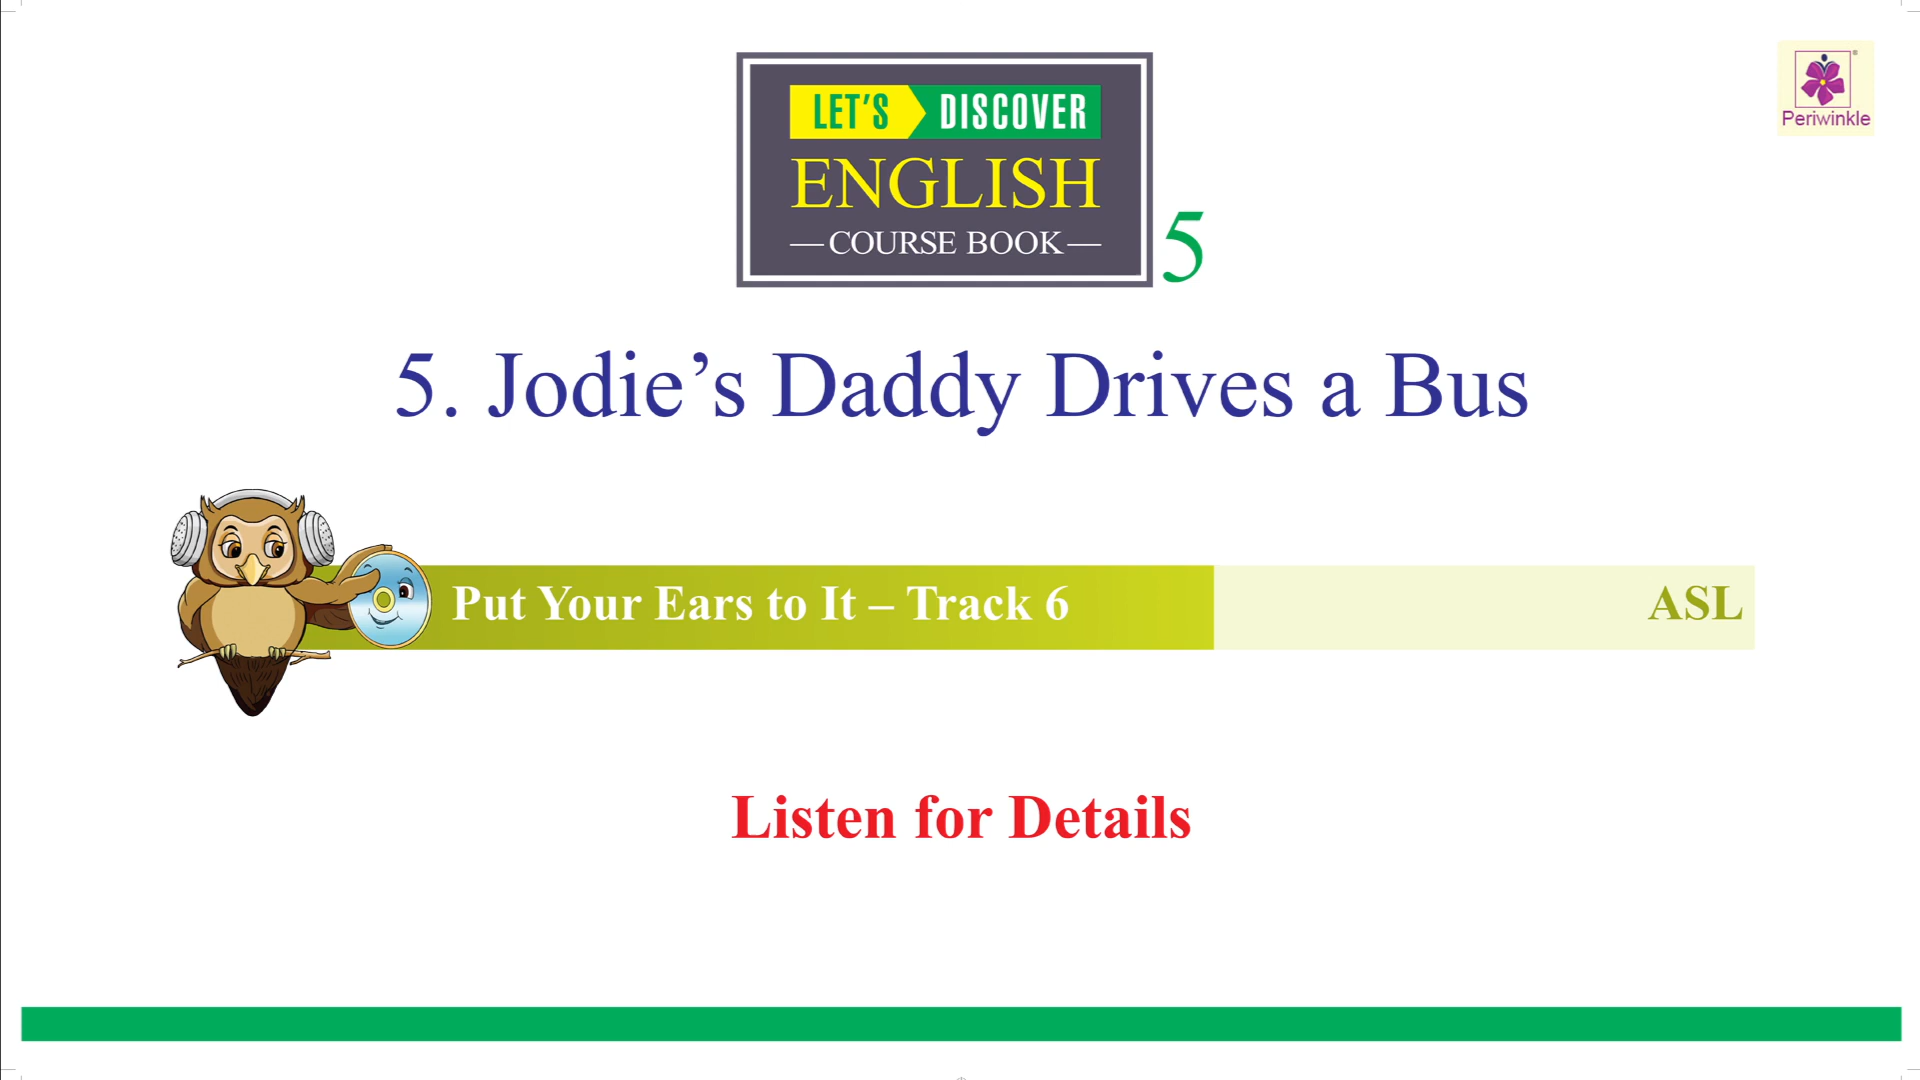 LET'S DISCOVER
ENGLISH
— COURSE BOOK —
5
Periwinkle
5. Jodie’s Daddy Drives a Bus
Put Your Ears to It – Track 6
ASL
Listen for Details